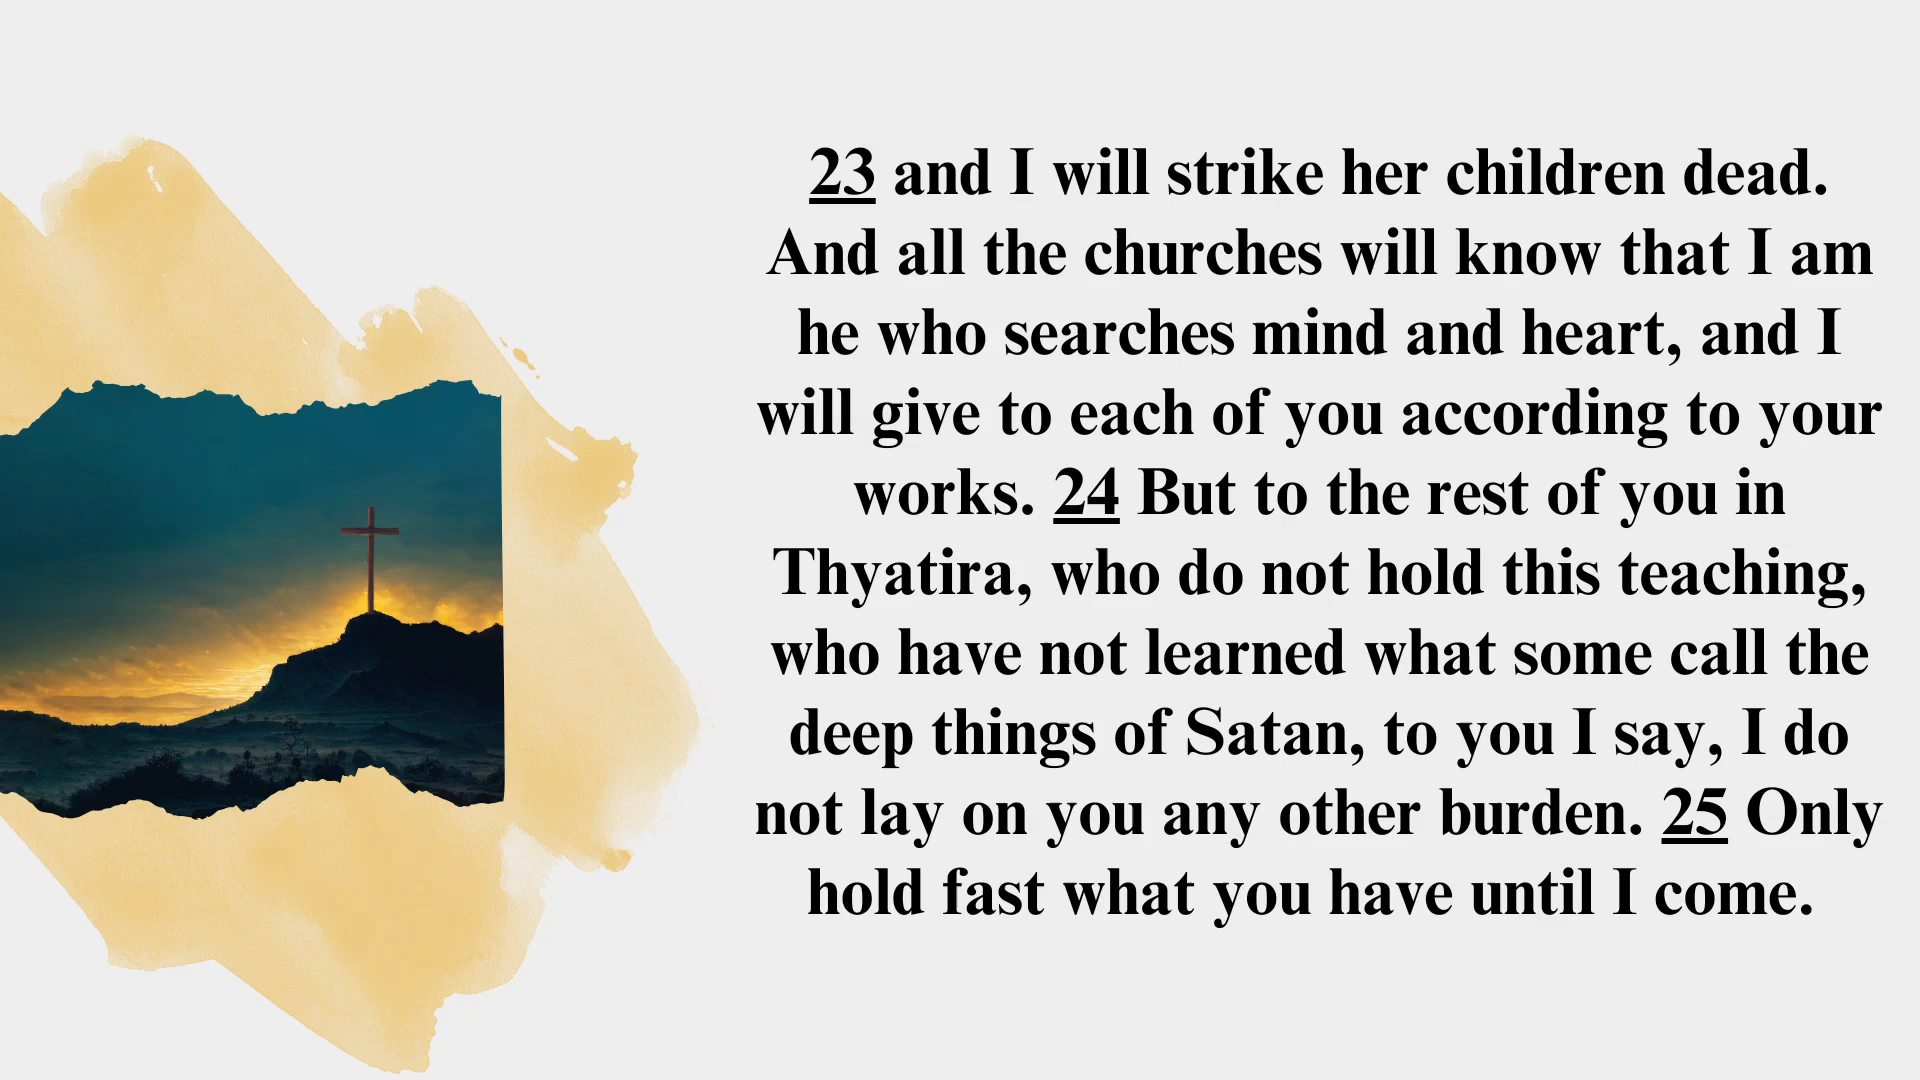 23 and I will strike her children dead.
And all the churches will know that I am
he who searches mind and heart, and I
will give to each of you according to your
works. 24 But to the rest of you in
Thyatira, who do not hold this teaching,
who have not learned what some call the
deep things of Satan, to you I say, I do
not lay on you any other burden. 25 Only
hold fast what you have until I come.